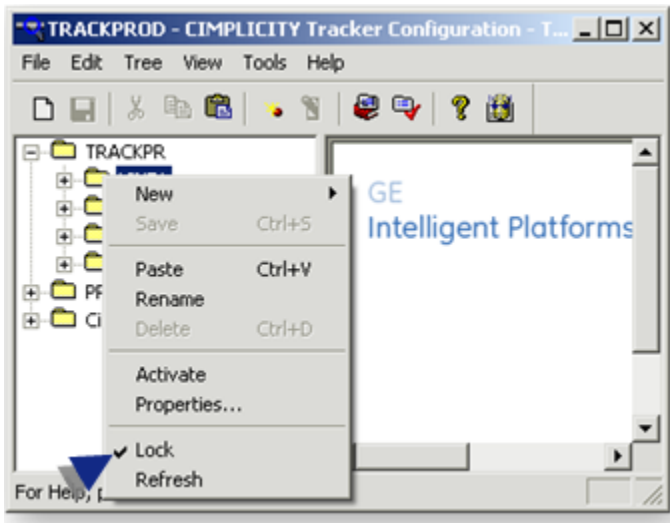 TRACKPROD - CIMPLICITY Tracker Configuration - T...
File Edit Tree View Tools Help
TRACKPR
New
Save Ctrl+S
Paste Ctrl+V
Rename
Delete Ctrl+D
Activate
Properties...
Lock
Refresh
GE
Intelligent Platforms
For Help,